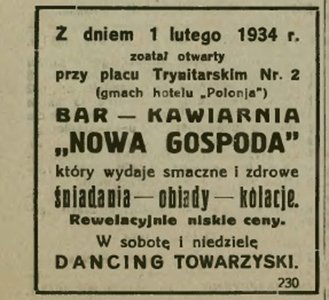 Z dniem 1 lutego 1934 r.
został otwarty
przy placu Trynitarskim Nr. 2
(gmach hotelu „Polonja")
BAR — KAWIARNIA
„NOWA GOSPODA"
który wydaje smaczne i zdrowe
śniadania — obiady — kolacje.
Rewelacyjnie niskie ceny.
W sobotę i niedzielę
DANCING TOWARZYSKI.
230